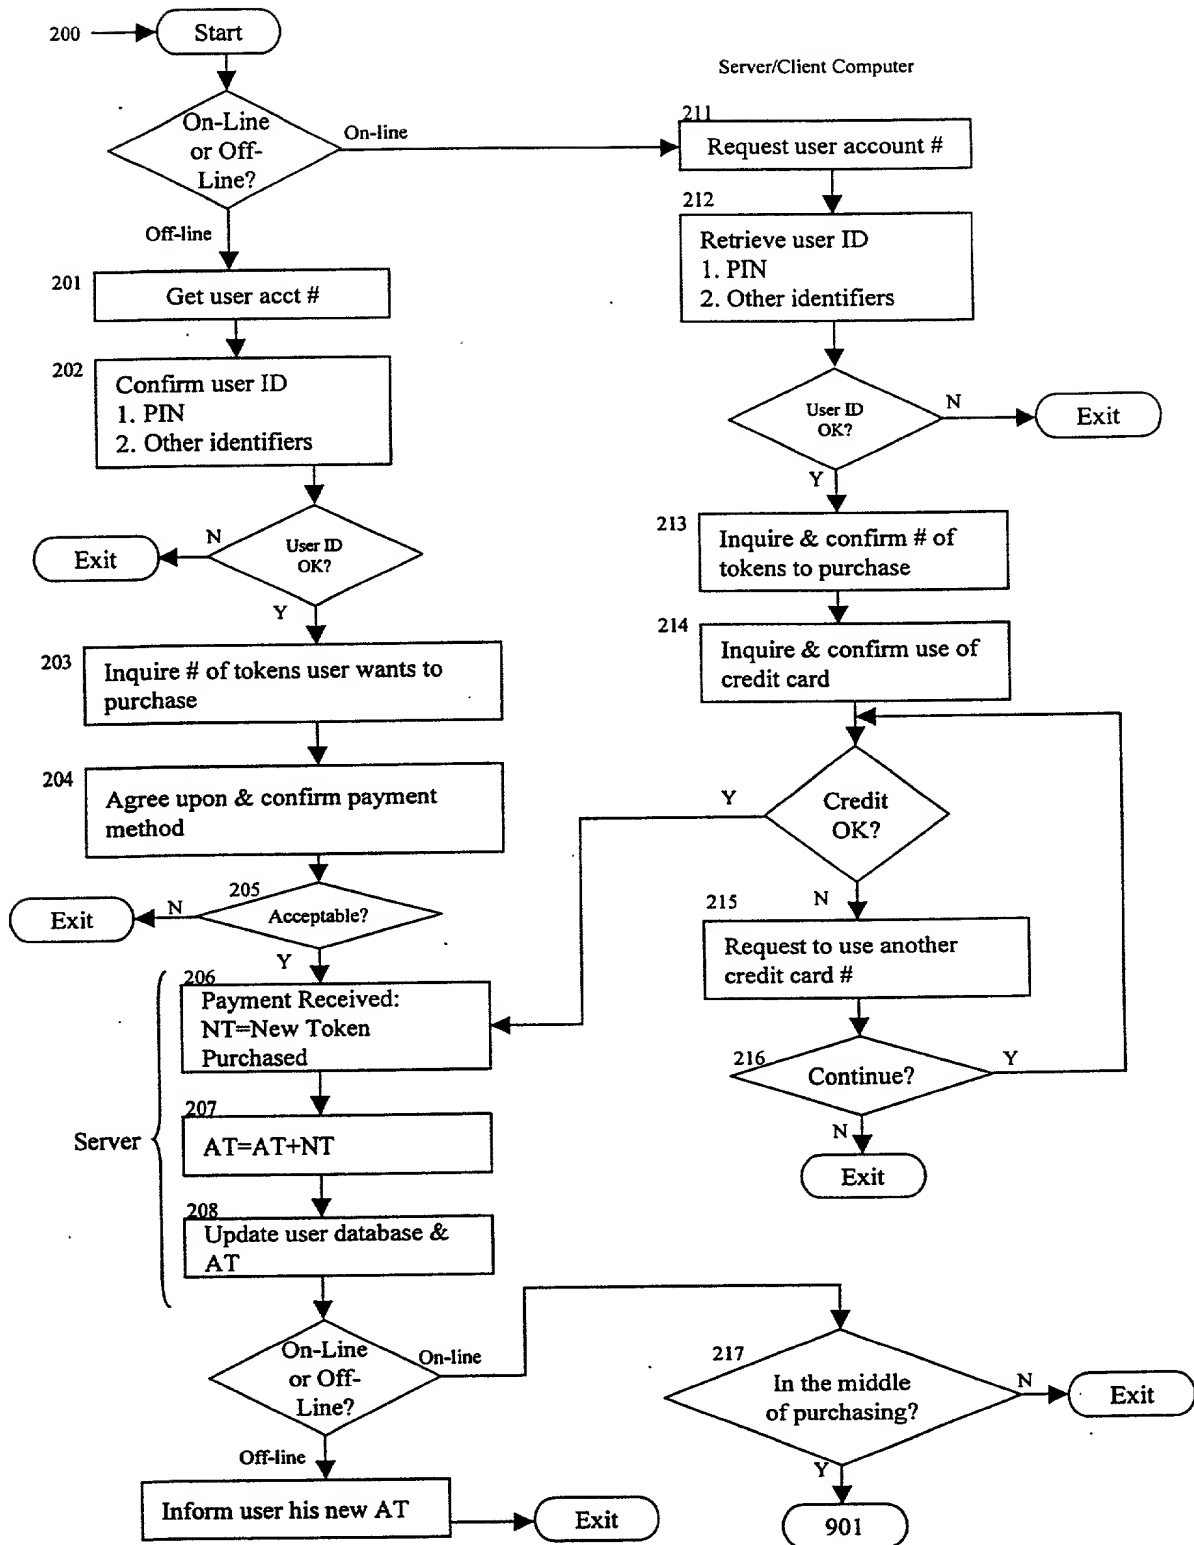 200
Start
Server/Client Computer
On-Line
or Off-
Line?
On-line
211
Request user account #
Off-line
212
Retrieve user ID
1. PIN
2. Other identifiers
201
Get user acct #
202
Confirm user ID
1. PIN
2. Other identifiers
User ID
OK?
N
Exit
Y
213
Inquire & confirm # of
tokens to purchase
N
Exit
User ID
OK?
Y
214
Inquire & confirm use of
credit card
203
Inquire # of tokens user wants to
purchase
204
Agree upon & confirm payment
method
Y
Credit
OK?
N
205
Acceptable?
N
Exit
Y
215
Request to use another
credit card #
206
Payment Received:
NT=New Token
Purchased
216
Continue?
Y
N
Exit
Server
207
AT=AT+NT
208
Update user database &
AT
On-Line
or Off-
Line?
On-line
217
In the middle
of purchasing?
N
Exit
Off-line
Y
Inform user his new AT
Exit
901